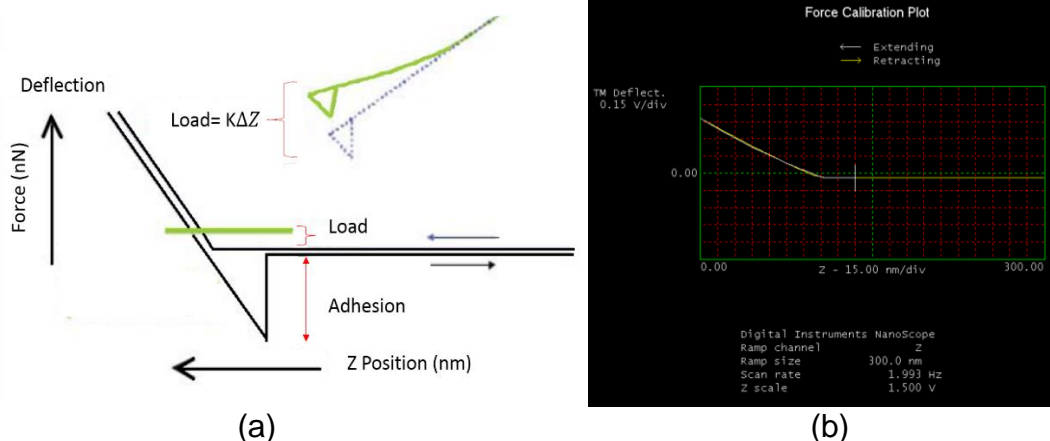 Deflection
Force (nN)
Load= KΔZ
Load
Adhesion
Z Position (nm)
(a)
Force Calibration Plot
Extending
Retracting
TM Deflect.
0.15 V/div
0.00
0.00
Z - 15.00 nm/div
300.00
Digital Instruments NanoScope
Ramp channel Z
Ramp size 300.0 nm
Scan rate 1.993 Hz
Z scale 1.500 V
(b)